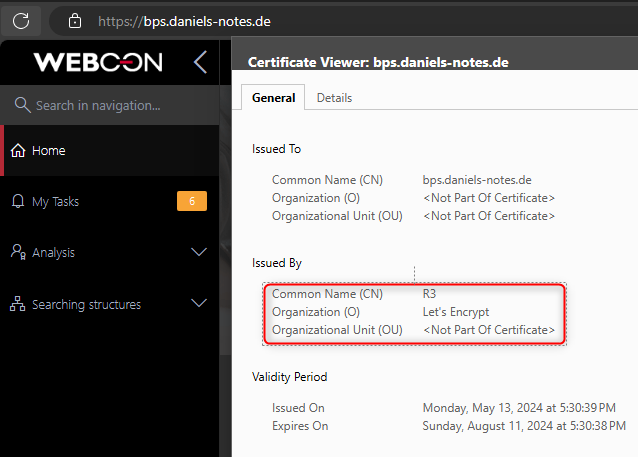 https://bps.daniels-notes.de
WEBCON
Certificate Viewer: bps.daniels-notes.de
Search in navigation...
General Details
Home
Issued To
Common Name (CN) bps.daniels-notes.de
My Tasks 6
Organization (O) <Not Part Of Certificate>
Organizational Unit (OU) <Not Part Of Certificate>
Analysis
Issued By
Common Name (CN) R3
Searching structures
Organization (O) Let's Encrypt
Organizational Unit (OU) <Not Part Of Certificate>
Validity Period
Issued On Monday, May 13, 2024 at 5:30:39 PM
Expires On Sunday, August 11, 2024 at 5:30:38 PM